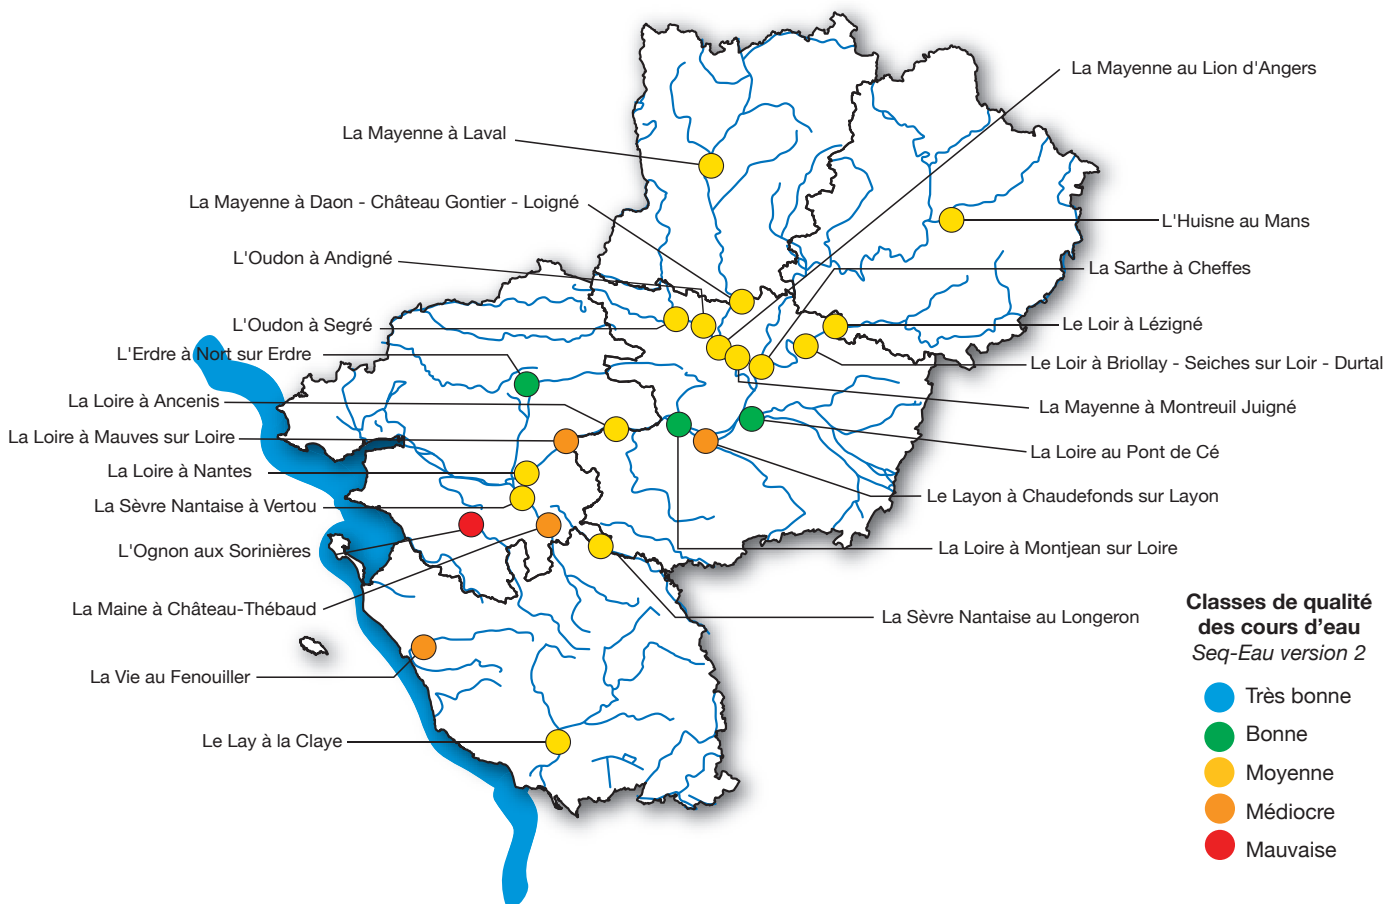 La Mayenne au Lion d'Angers
La Mayenne à Laval
La Mayenne à Daon - Château Gontier - Loigné
L'Huisne au Mans
L'Oudon à Andigné
La Sarthe à Cheffes
L'Oudon à Segré
Le Loir à Lézigné
L'Erdre à Nort sur Erdre
Le Loir à Briollay - Seiches sur Loir - Durtal
La Loire à Ancenis
La Mayenne à Montreuil Juigné
La Loire à Mauves sur Loire
La Loire au Pont de Cé
La Loire à Nantes
Le Layon à Chaudefonds sur Layon
La Sèvre Nantaise à Vertou
L'Ognon aux Sorinières
La Loire à Montjean sur Loire
La Maine à Château-Thébaud
La Sèvre Nantaise au Longeron
La Vie au Fenouiller
Le Lay à la Claye
Classes de qualité
des cours d'eau
Seq-Eau version 2
Très bonne
Bonne
Moyenne
Médiocre
Mauvaise